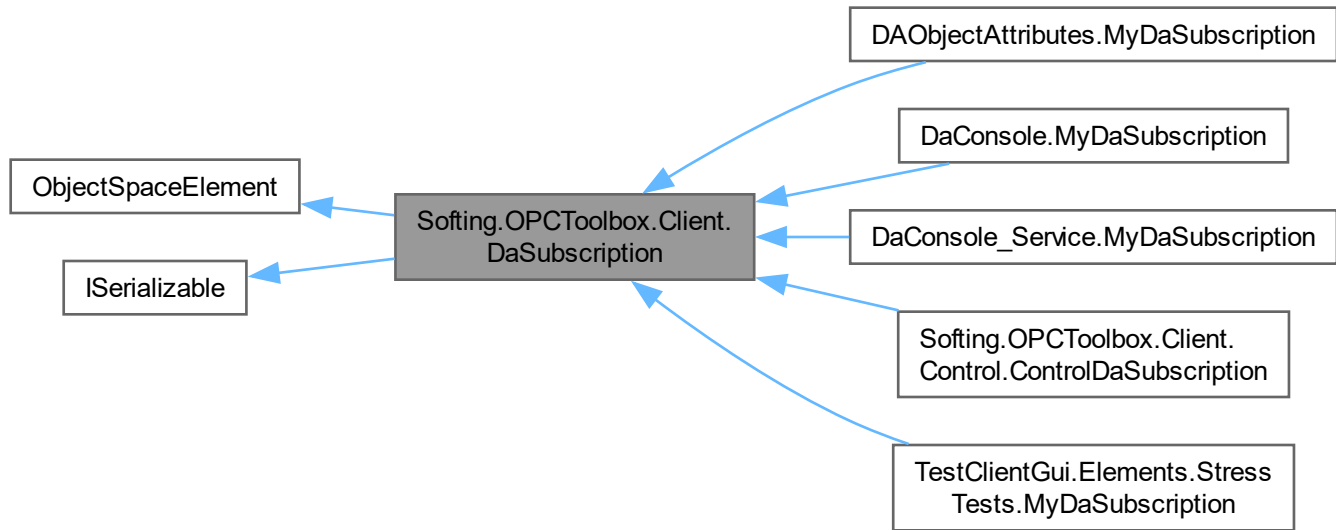 ObjectSpaceElement
ISerializable
Softing.OPCToolbox.Client.
DaSubscription
DAObjectAttributes.MyDaSubscription
DaConsole.MyDaSubscription
DaConsole_Service.MyDaSubscription
Softing.OPCToolbox.Client.
Control.ControlDaSubscription
TestClientGui.Elements.Stress
Tests.MyDaSubscription